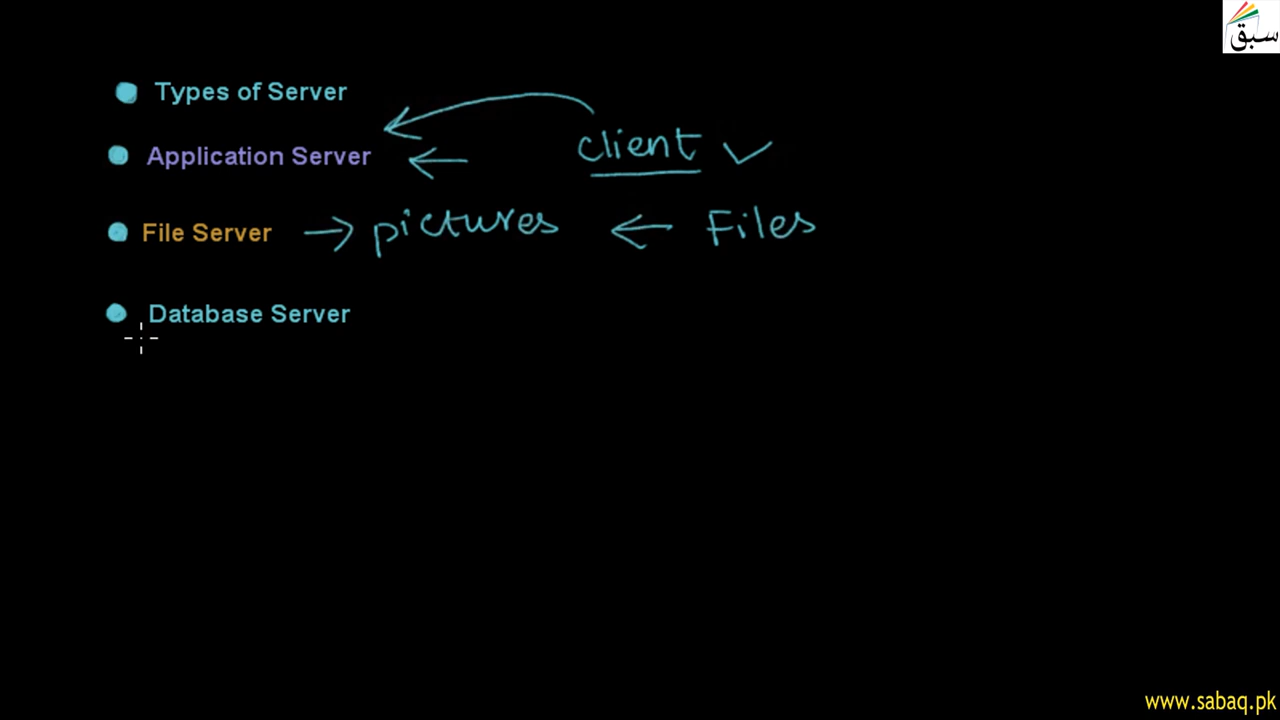 سبق
Types of Server
Application Server ← client ✓
File Server → pictures ← Files
Database Server
www.sabaq.pk